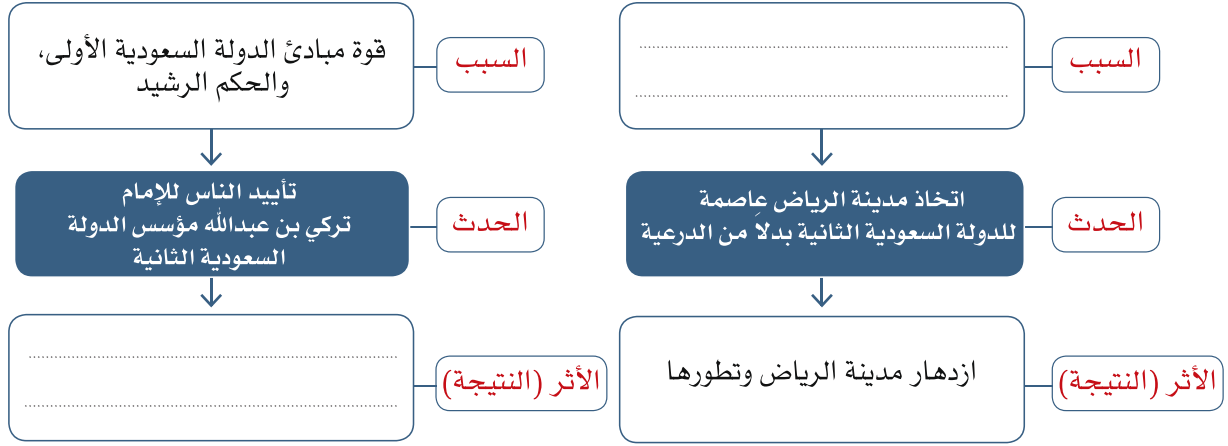 السبب
اتخاذ مدينة الرياض عاصمة
للدولة السعودية الثانية بدلاً من الدرعية
الحدث
ازدهار مدينة الرياض وتطورها
الأثر (النتيجة)
السبب
قوة مبادئ الدولة السعودية الأولى،
والحكم الرشيد
الحدث
تأييد الناس للإمام
تركي بن عبدالله مؤسس الدولة
السعودية الثانية
الأثر (النتيجة)